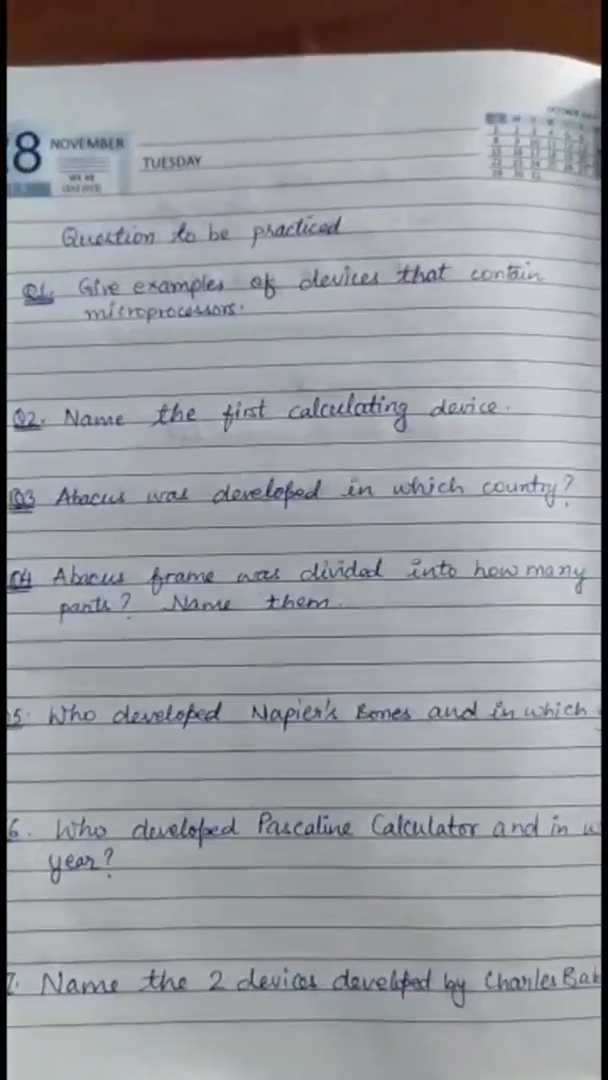 8 NOVEMBER
TUESDAY
Question to be practiced
Q1. Give examples of devices that contain
microprocessors.
Q2. Name the first calculating device.
Q3 Abacus was developed in which country?
Q4 Abacus frame was divided into how many
parts? Name them.
5. Who developed Napier's Bones and in which
6. Who developed Pascaline Calculator and in w
year?
7. Name the 2 devices developed by Charles Bab